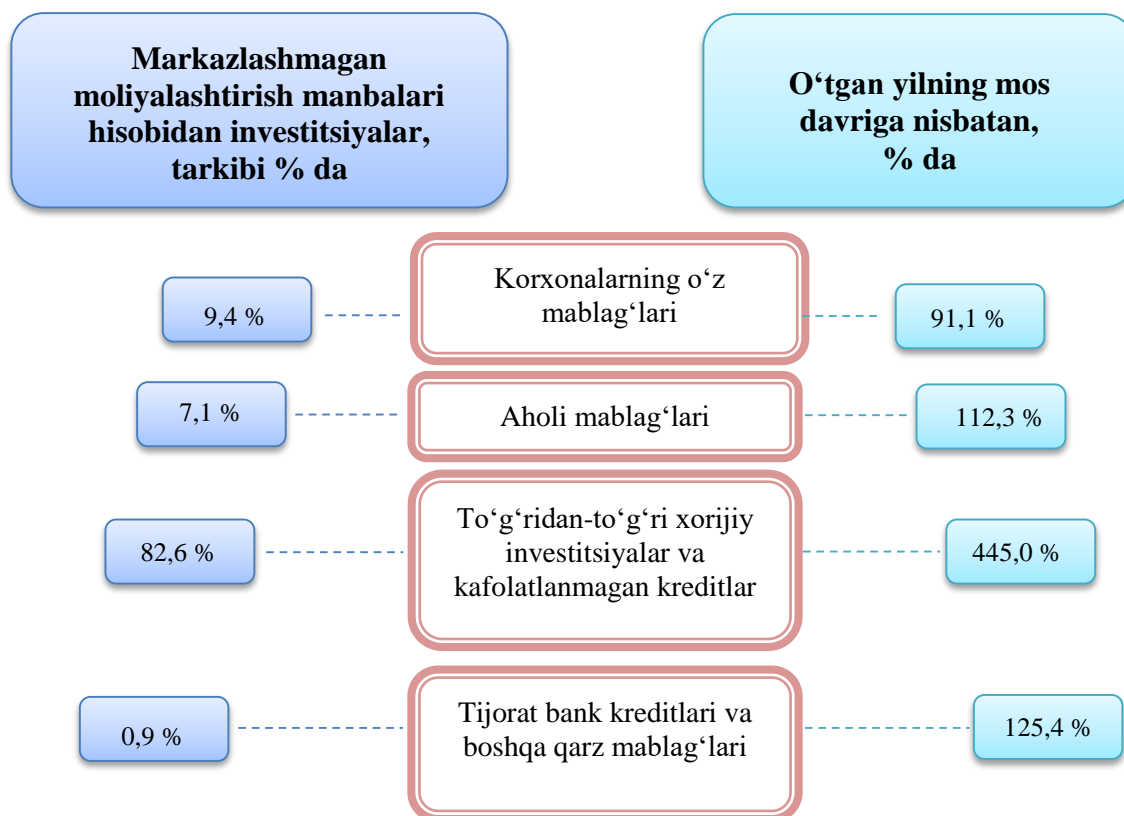 Markazlashmagan
moliyalashtirish manbalari
hisobidan investitsiyalar,
tarkibi % da
O‘tgan yilning mos
davriga nisbatan,
% da
Korxonalarning o‘z
mablag‘lari
9,4 %
91,1 %
7,1 %
Aholi mablag‘lari
112,3 %
To‘g‘ridan-to‘g‘ri xorijiy
investitsiyalar va
kafolatlanmagan kreditlar
82,6 %
445,0 %
Tijorat bank kreditlari va
boshqa qarz mablag‘lari
0,9 %
125,4 %